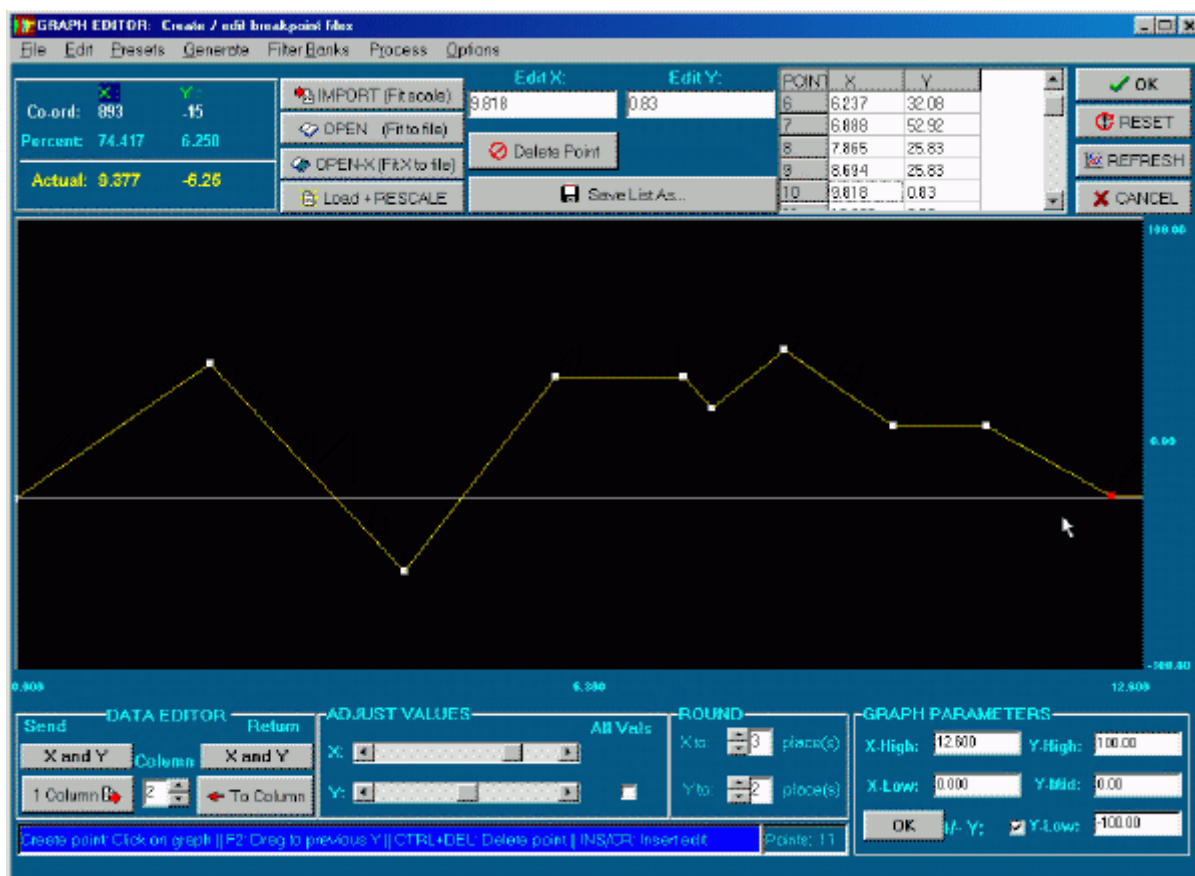 GRAPH EDITOR: Create / edit breakpoint files
File Edit Presets Generate Filter Banks Process Options
X: Y:
Co-ord: 893 -15
Percent: 74.417 6.250
Actual: 9.377 -6.25
IMPORT (Fit scale)
OPEN (Fit to file)
OPEN-X (Fit X to file)
Load + RESCALE
Edit X: Edit Y:
9.818 0.83
Delete Point
Save List As...
POINT X Y
6 6.237 32.08
7 6.888 52.92
8 7.865 25.83
9 8.694 25.83
10 9.818 0.83
OK
RESET
REFRESH
CANCEL
100.00
0.00
-100.00
0.000 6.300 12.600
DATA EDITOR
Send Return
X and Y Column X and Y
1 Column 2 To Column
ADJUST VALUES
All Vals
X:
Y:
ROUND
X to: 3 place(s)
Y to: 2 place(s)
GRAPH PARAMETERS
X-High: 12.600 Y-High: 100.00
X-Low: 0.000 Y-Mid: 0.00
OK +/- Y: Y-Low: -100.00
Create point: Click on graph || F2: Drag to previous Y || CTRL+DEL: Delete point || INS/CR: Insert edit
Points: 11